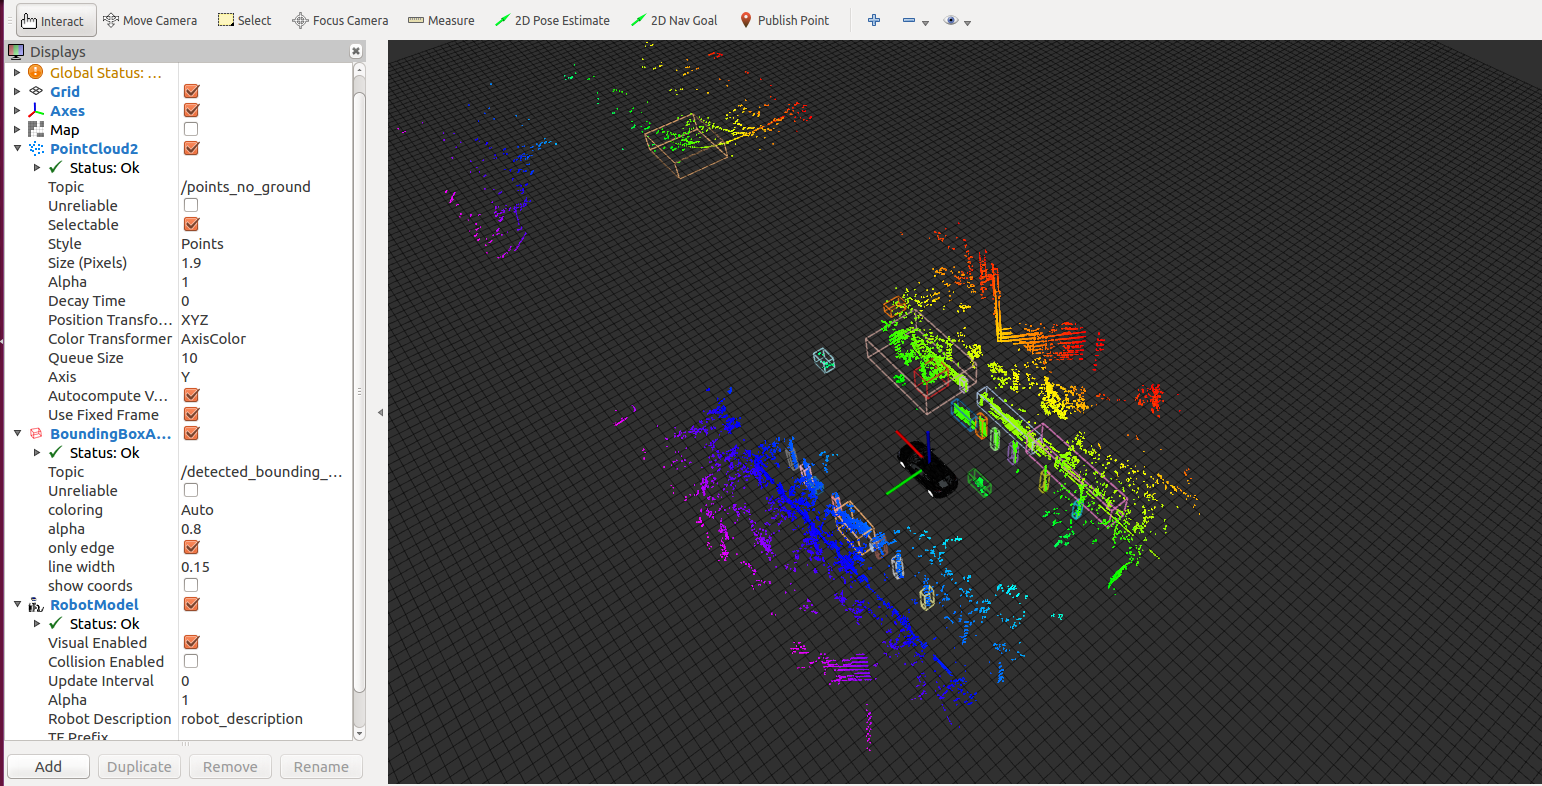 Interact Move Camera Select Focus Camera Measure 2D Pose Estimate 2D Nav Goal Publish Point
Displays
Global Status: ...
Grid
Axes
Map
PointCloud2
Status: Ok
Topic /points_no_ground
Unreliable
Selectable
Style Points
Size (Pixels) 1.9
Alpha 1
Decay Time 0
Position Transfo... XYZ
Color Transformer AxisColor
Queue Size 10
Axis Y
Autocompute V...
Use Fixed Frame
BoundingBoxA...
Status: Ok
Topic /detected_bounding_...
Unreliable
coloring Auto
alpha 0.8
only edge
line width 0.15
show coords
RobotModel
Status: Ok
Visual Enabled
Collision Enabled
Update Interval 0
Alpha 1
Robot Description robot_description
TF Prefix
Add Duplicate Remove Rename